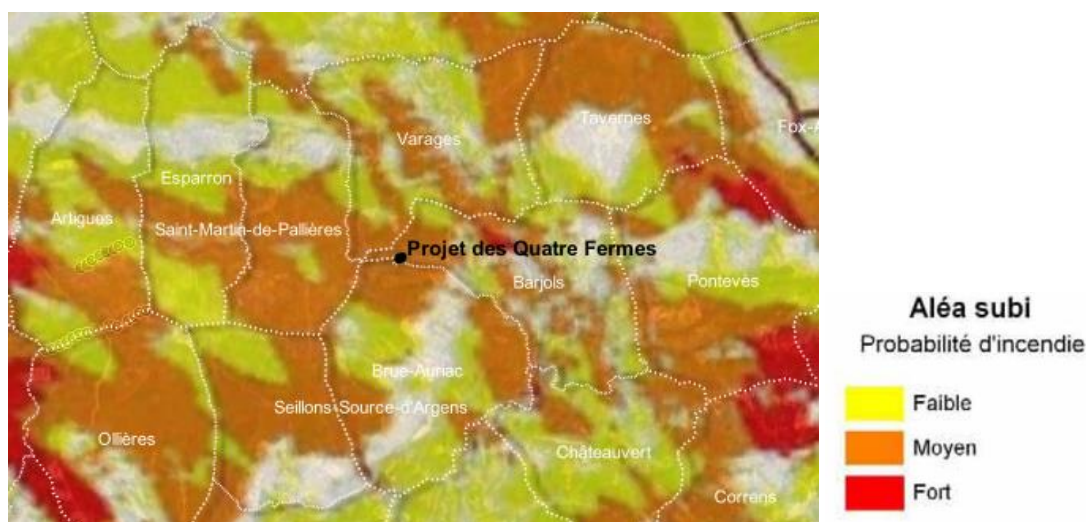 Varages
Tavernes
Fox-A
Esparron
Artigues
Saint-Martin-de-Pallières
Projet des Quatre Fermes
Barjols
Pontevès
Brue-Auriac
Seillons-Source-d'Argens
Ollières
Châteauvert
Correns
Aléa subi
Probabilité d'incendie
Faible
Moyen
Fort